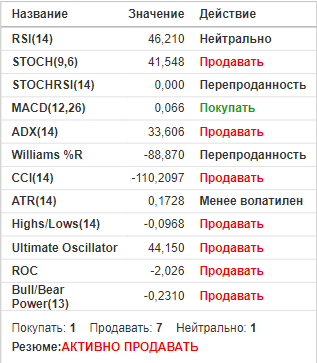 Название Значение Действие
RSI(14) 46,210 Нейтрально
STOCH(9,6) 41,548 Продавать
STOCHRSI(14) 0,000 Перепроданность
MACD(12,26) 0,066 Покупать
ADX(14) 33,606 Продавать
Williams %R -88,870 Перепроданность
CCI(14) -110,2097 Продавать
ATR(14) 0,1728 Менее волатилен
Highs/Lows(14) -0,0968 Продавать
Ultimate Oscillator 44,150 Продавать
ROC -2,026 Продавать
Bull/Bear
Power(13) -0,2310 Продавать
Покупать: 1 Продавать: 7 Нейтрально: 1
Резюме:АКТИВНО ПРОДАВАТЬ